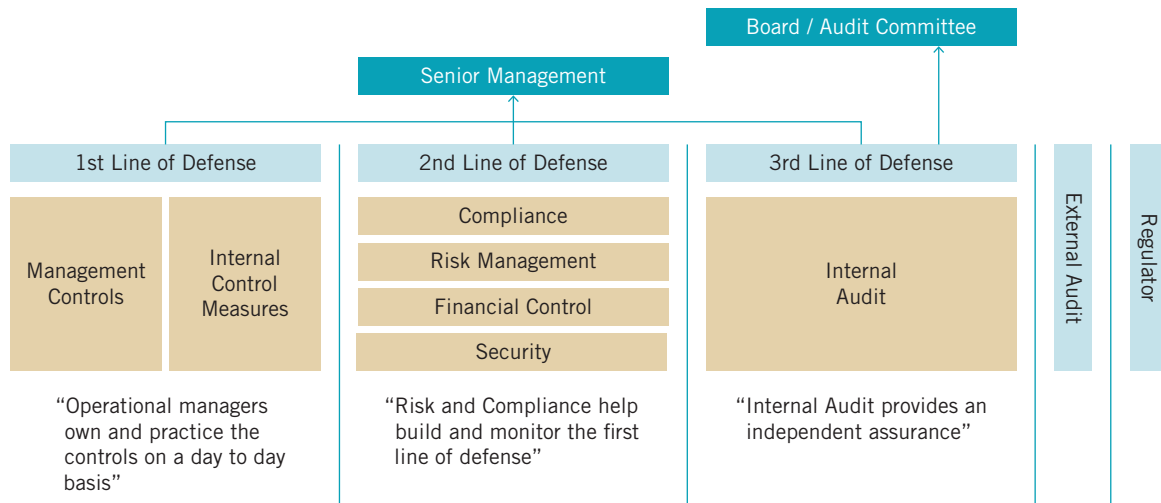 Board / Audit Committee
Senior Management
1st Line of Defense
2nd Line of Defense
3rd Line of Defense
Management
Controls
Internal
Control
Measures
Compliance
Risk Management
Financial Control
Security
Internal
Audit
External Audit
Regulator
“Operational managers
own and practice the
controls on a day to day
basis”
“Risk and Compliance help
build and monitor the first
line of defense”
“Internal Audit provides an
independent assurance”